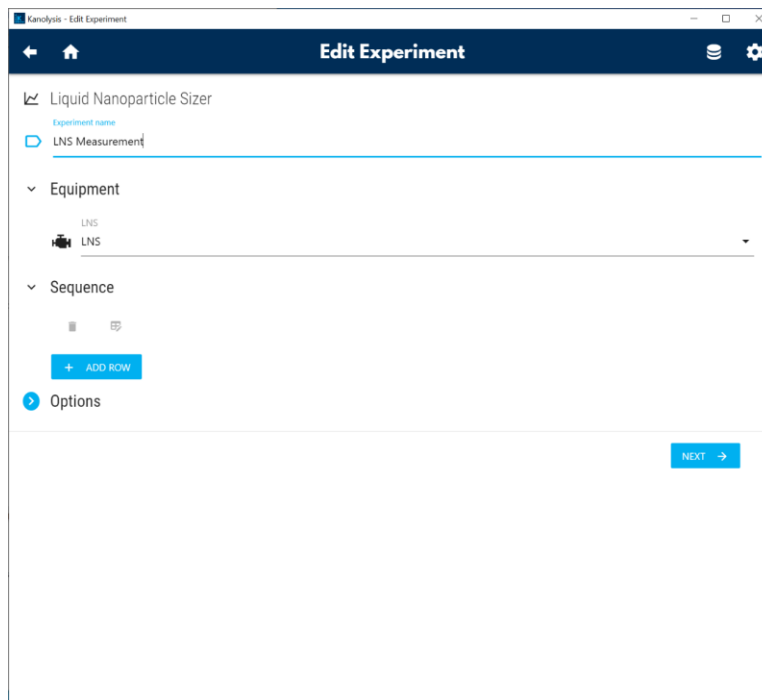 Kanolysis - Edit Experiment
Edit Experiment
Liquid Nanoparticle Sizer
Experiment name
LNS Measurement
Equipment
LNS
LNS
Sequence
+ ADD ROW
Options
NEXT →